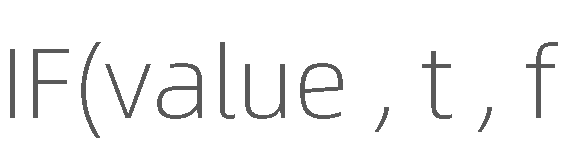 IF(value , t , f